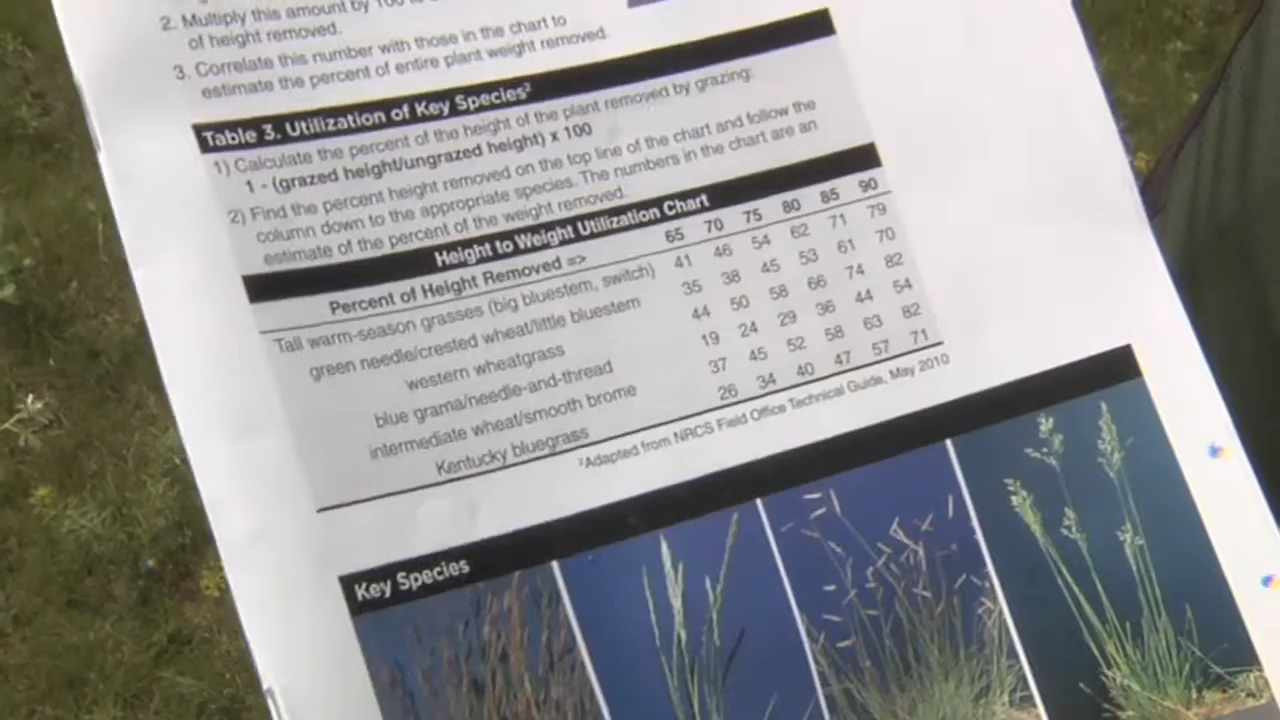 2. Multiply this amount by 100
of height removed.
3. Correlate this number with those in the chart to
estimate the percent of entire plant weight removed.
Table 3. Utilization of Key Species²
1) Calculate the percent of the height of the plant removed by grazing:
1 - (grazed height/ungrazed height) x 100
2) Find the percent height removed on the top line of the chart and follow the
column down to the appropriate species. The numbers in the chart are an
estimate of the percent of the weight removed.
Height to Weight Utilization Chart
Percent of Height Removed => 65 70 75 80 85 90
Tall warm-season grasses (big bluestem, switch) 41 46 54 62 71 79
green needle/crested wheat/little bluestem 35 38 45 53 61 70
western wheatgrass 44 50 58 66 74 82
blue grama/needle-and-thread 19 24 29 36 44 54
intermediate wheat/smooth brome 37 45 52 58 63 82
Kentucky bluegrass 26 34 40 47 57 71
²Adapted from NRCS Field Office Technical Guide, May 2010
Key Species